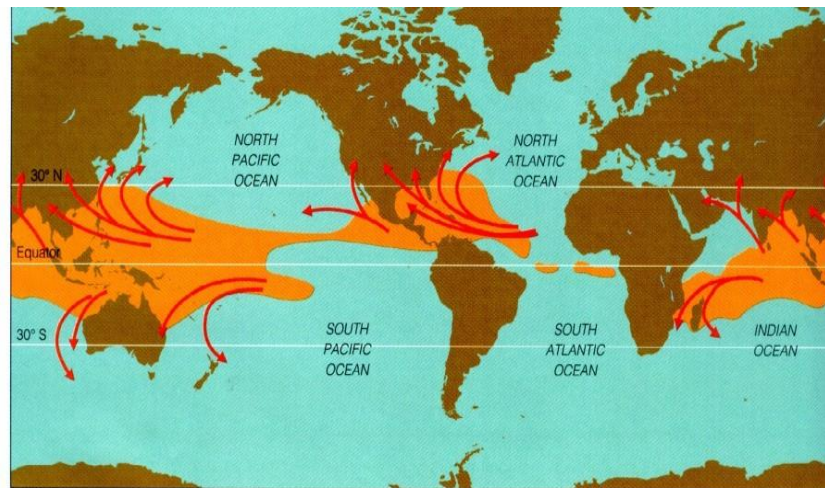 NORTH
PACIFIC
OCEAN
NORTH
ATLANTIC
OCEAN
30° N
Equator
30° S
SOUTH
PACIFIC
OCEAN
SOUTH
ATLANTIC
OCEAN
INDIAN
OCEAN